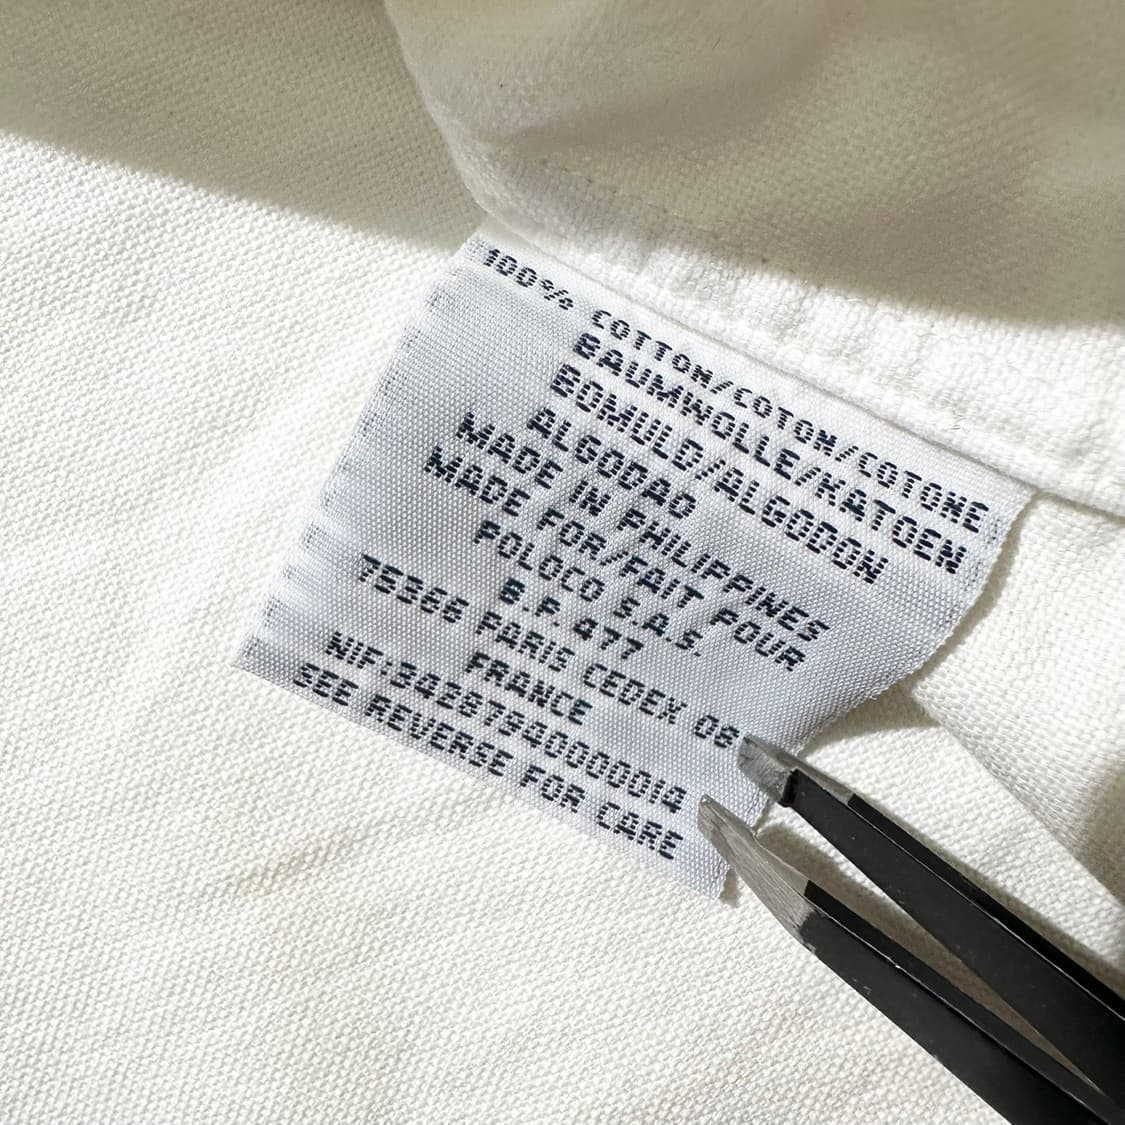 100% COTTON/COTON/COTONE
BAUMWOLLE/KATOEN
BOMULD/ALGODON
ALGODAO
MADE IN PHILIPPINES
MADE FOR/FAIT POUR
POLOCO S.A.S.
B.P. 477
75366 PARIS CEDEX 08
FRANCE
NIF:34287940000014
SEE REVERSE FOR CARE